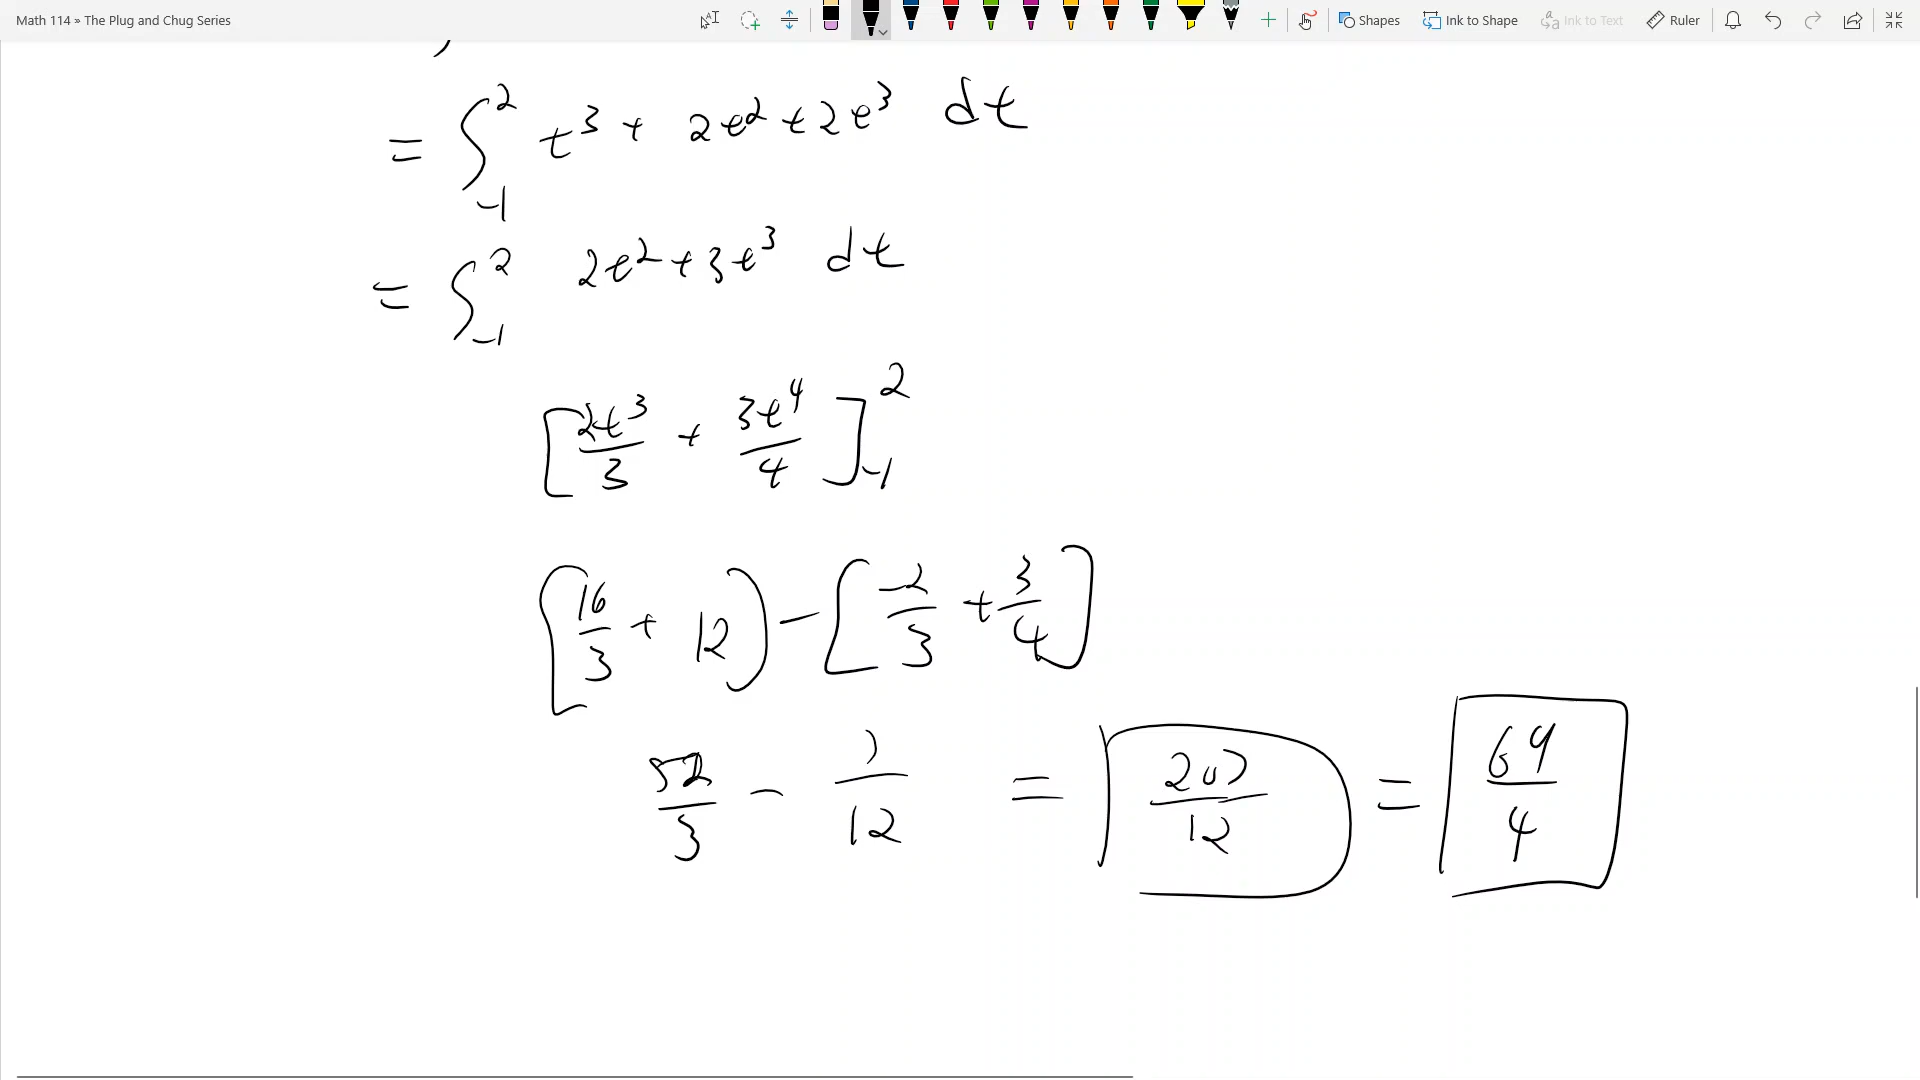 Math 114 » The Plug and Chug Series Shapes Ink to Shape Ink to Text Ruler
= ∫_{-1}^{2} t³ + 2t² + 2t³ dt
= ∫_{-1}^{2} 2t² + 3t³ dt
[2t³/3 + 3t⁴/4]_{-1}^{2}
[16/3 + 12) - [-2/3 + 3/4]
52/3 - 1/12 = 207/12 = 69/4